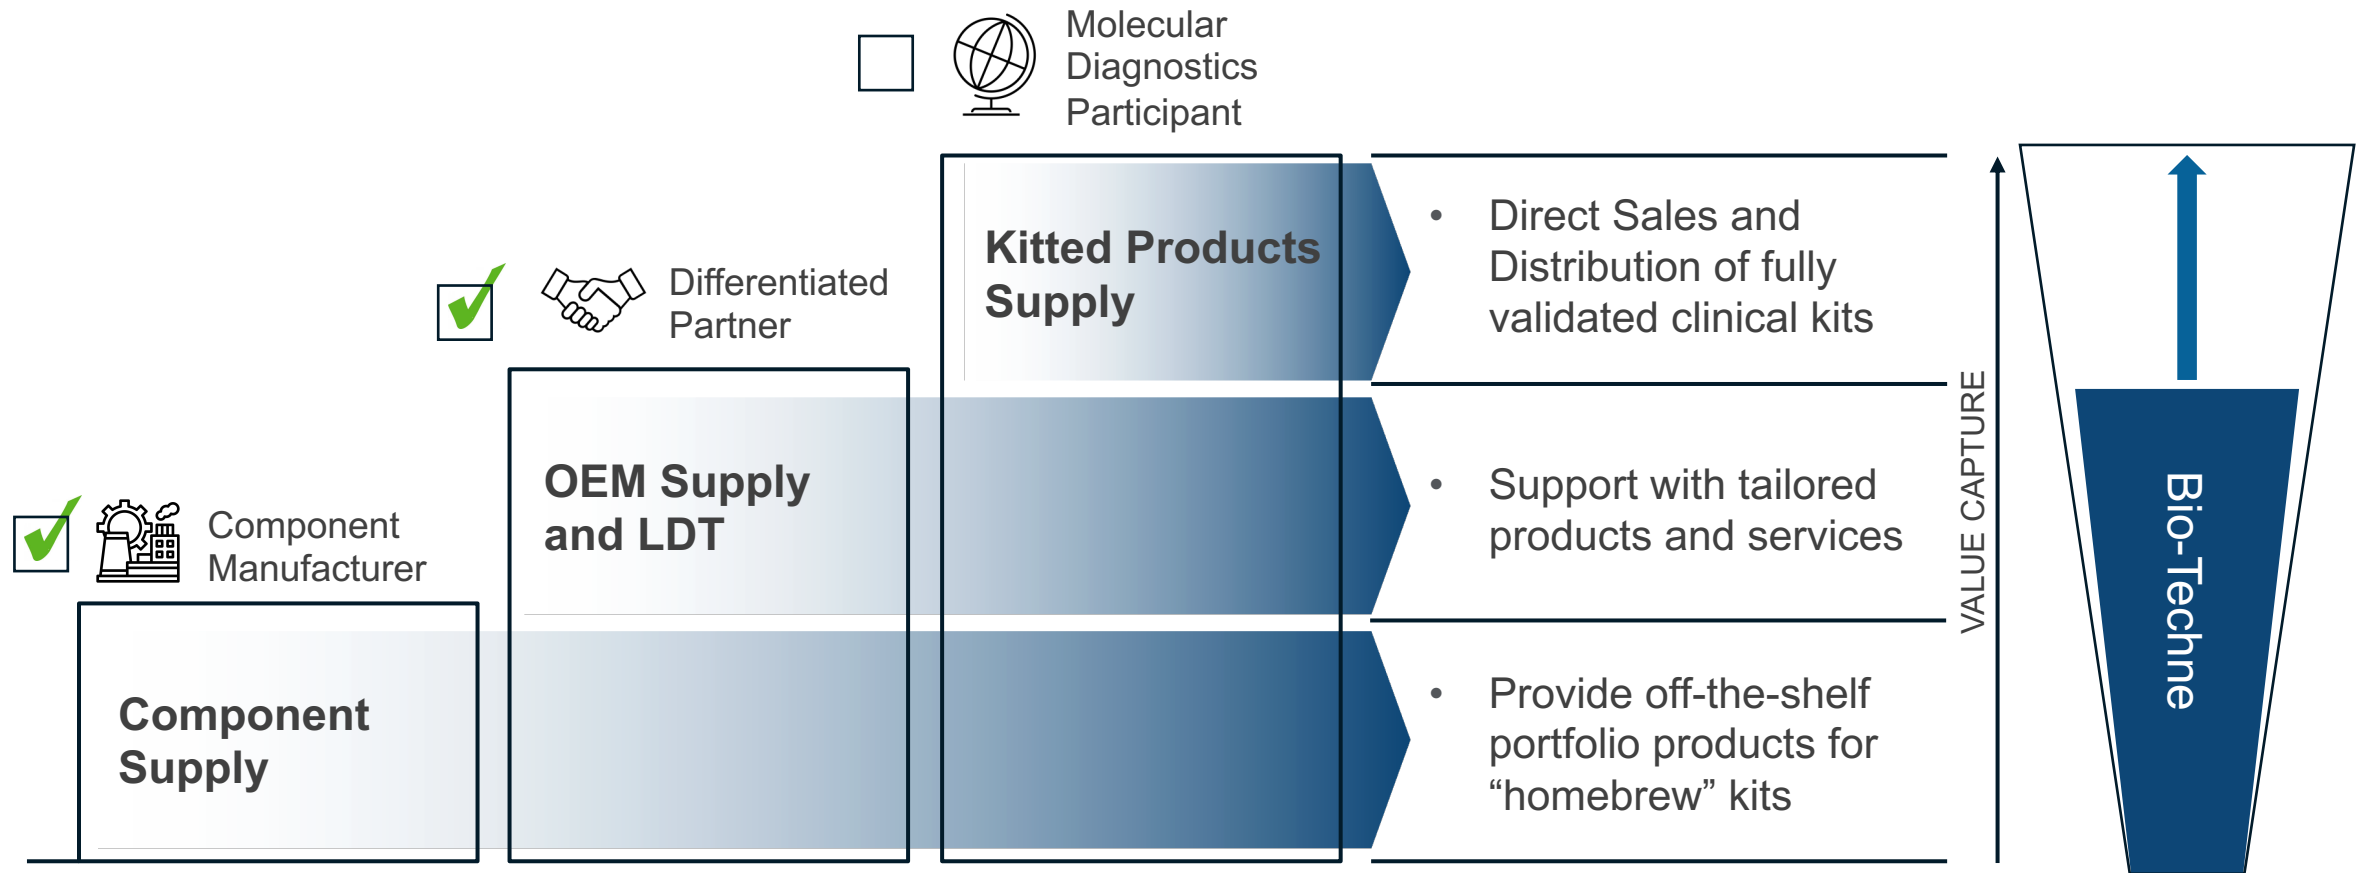 Molecular
Diagnostics
Participant
Kitted Products
Supply
• Direct Sales and
Distribution of fully
validated clinical kits
Differentiated
Partner
OEM Supply
and LDT
• Support with tailored
products and services
Component
Manufacturer
Component
Supply
• Provide off-the-shelf
portfolio products for
“homebrew” kits
VALUE CAPTURE
Bio-Techne